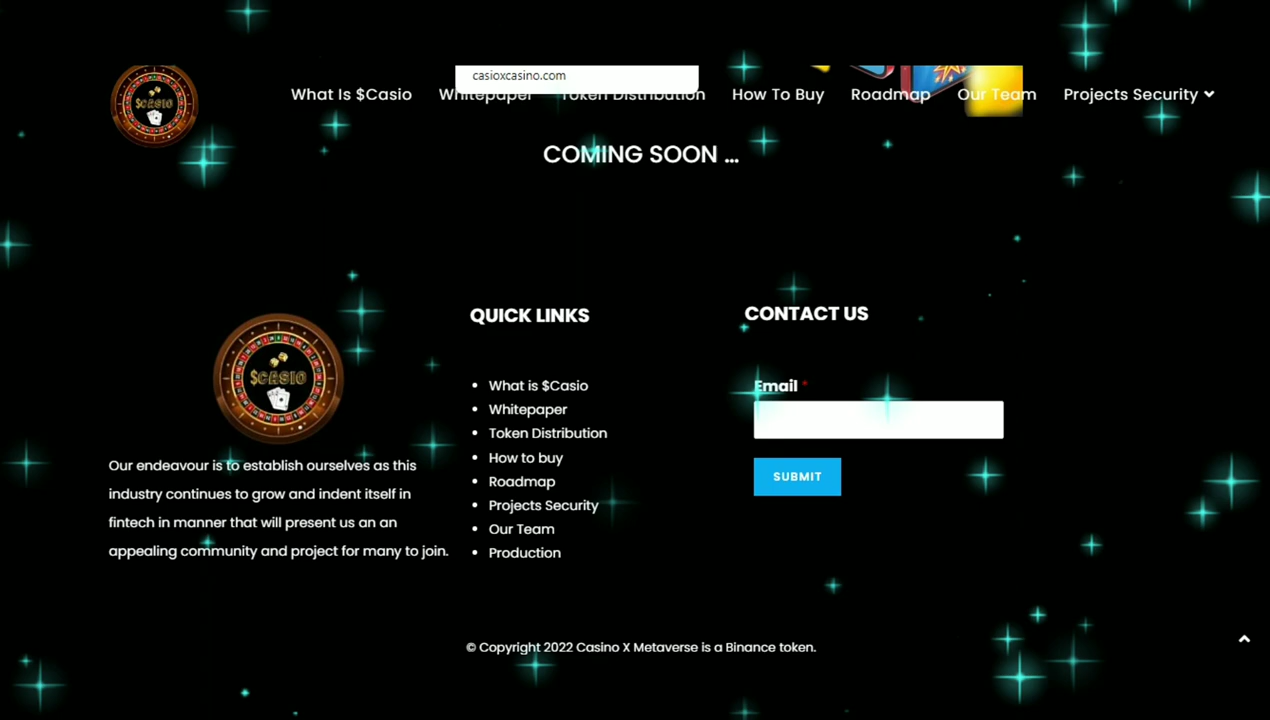 casioxcasino.com
What Is $Casio
Whitepaper
Token Distribution
How To Buy
Roadmap
Our Team
Projects Security
$CASIO
COMING SOON ...
$CASIO
Our endeavour is to establish ourselves as this
industry continues to grow and indent itself in
fintech in manner that will present us an an
appealing community and project for many to join.
QUICK LINKS
What is $Casio
Whitepaper
Token Distribution
How to buy
Roadmap
Projects Security
Our Team
Production
CONTACT US
Email *
SUBMIT
© Copyright 2022 Casino X Metaverse is a Binance token.